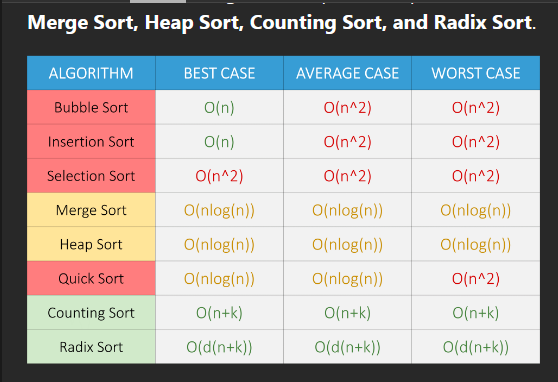 Merge Sort, Heap Sort, Counting Sort, and Radix Sort.
ALGORITHM BEST CASE AVERAGE CASE WORST CASE
Bubble Sort O(n) O(n^2) O(n^2)
Insertion Sort O(n) O(n^2) O(n^2)
Selection Sort O(n^2) O(n^2) O(n^2)
Merge Sort O(nlog(n)) O(nlog(n)) O(nlog(n))
Heap Sort O(nlog(n)) O(nlog(n)) O(nlog(n))
Quick Sort O(nlog(n)) O(nlog(n)) O(n^2)
Counting Sort O(n+k) O(n+k) O(n+k)
Radix Sort O(d(n+k)) O(d(n+k)) O(d(n+k))